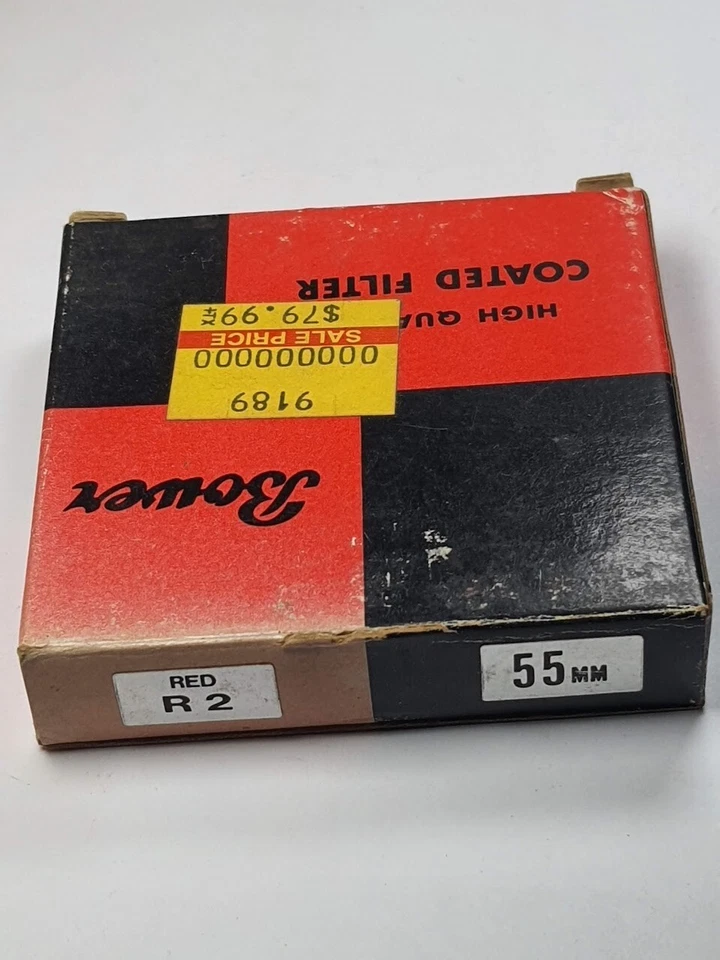 Bower
9189
000000000
SALE PRICE
$79.99
HIGH QUA
COATED FILTER
RED
R 2
55MM